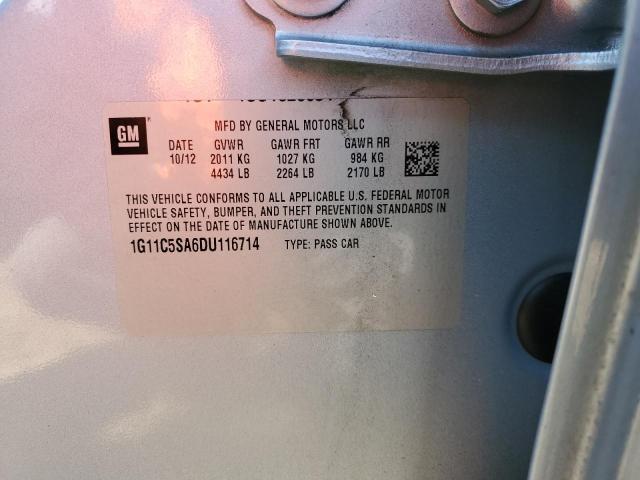 GM
MFD BY GENERAL MOTORS LLC
DATE GVWR GAWR FRT GAWR RR
10/12 2011 KG 1027 KG 984 KG
4434 LB 2264 LB 2170 LB
THIS VEHICLE CONFORMS TO ALL APPLICABLE U.S. FEDERAL MOTOR
VEHICLE SAFETY, BUMPER, AND THEFT PREVENTION STANDARDS IN
EFFECT ON THE DATE OF MANUFACTURE SHOWN ABOVE.
1G11C5SA6DU116714 TYPE: PASS CAR